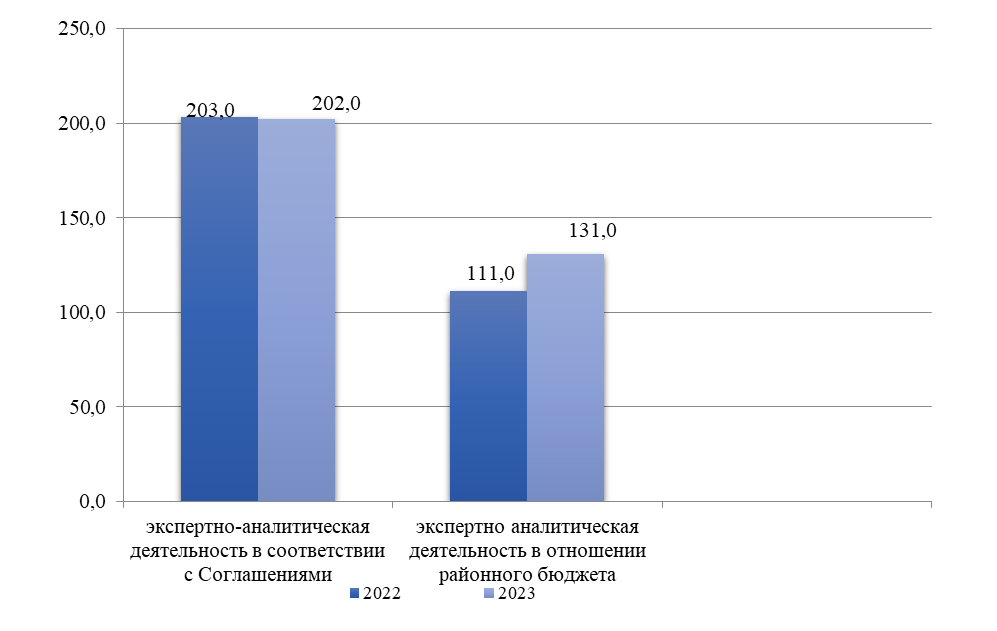 250,0
200,0
150,0
100,0
50,0
0,0
203,0
202,0
111,0
131,0
экспертно-аналитическая
деятельность в соответствии
с Соглашениями
экспертно аналитическая
деятельность в отношении
районного бюджета
2022
2023